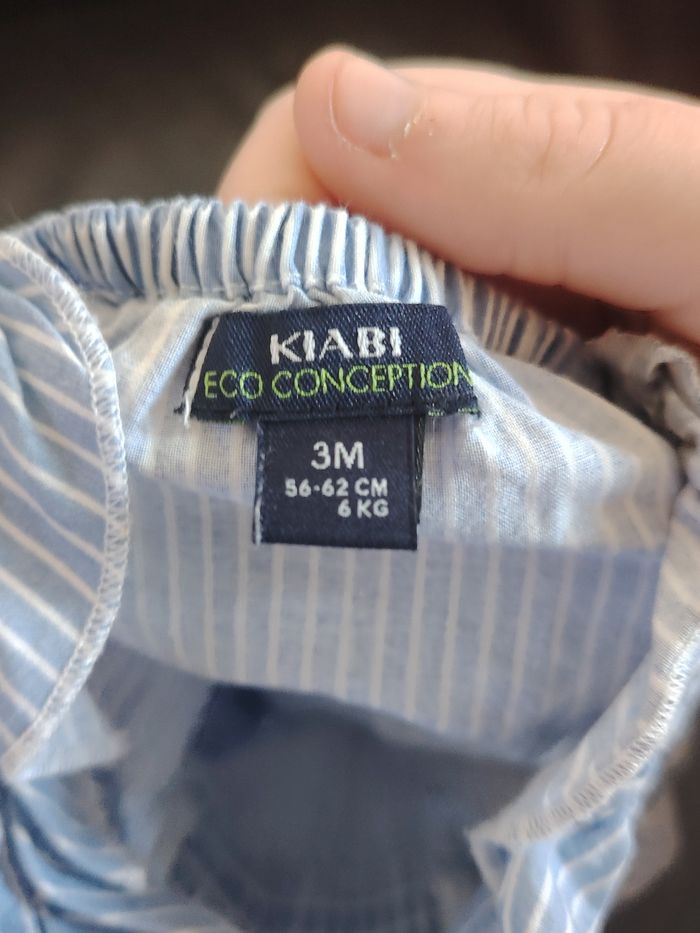 KIABI
ECO CONCEPTION
3M
56-62 CM
6 KG